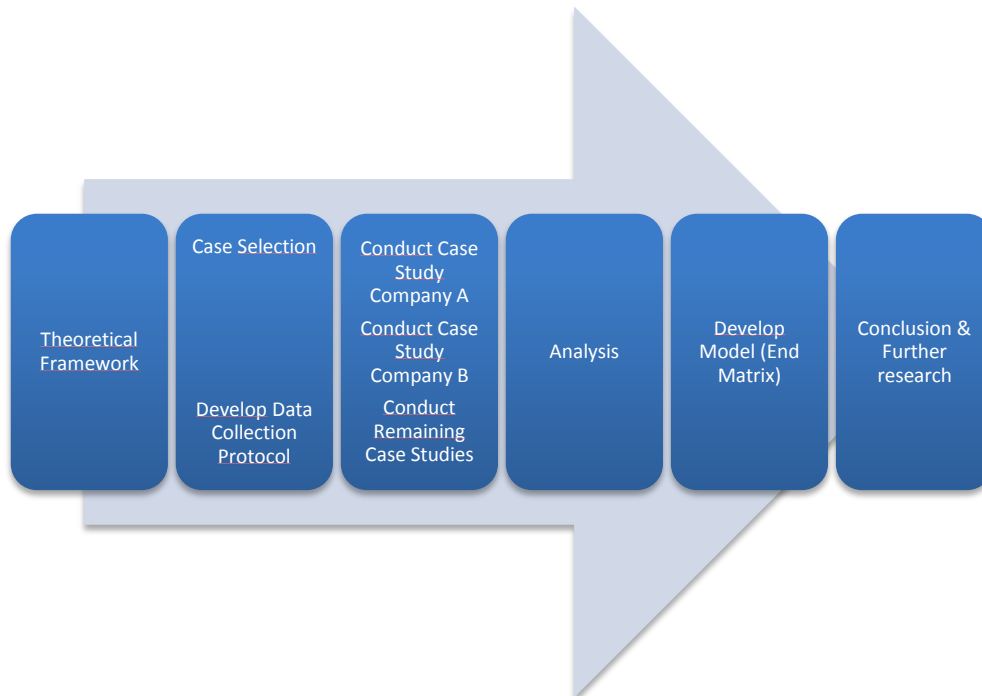 Theoretical
Framework
Case Selection
Develop Data
Collection
Protocol
Conduct Case
Study
Company A
Conduct Case
Study
Company B
Conduct
Remaining
Case Studies
Analysis
Develop
Model (End
Matrix)
Conclusion &
Further
research